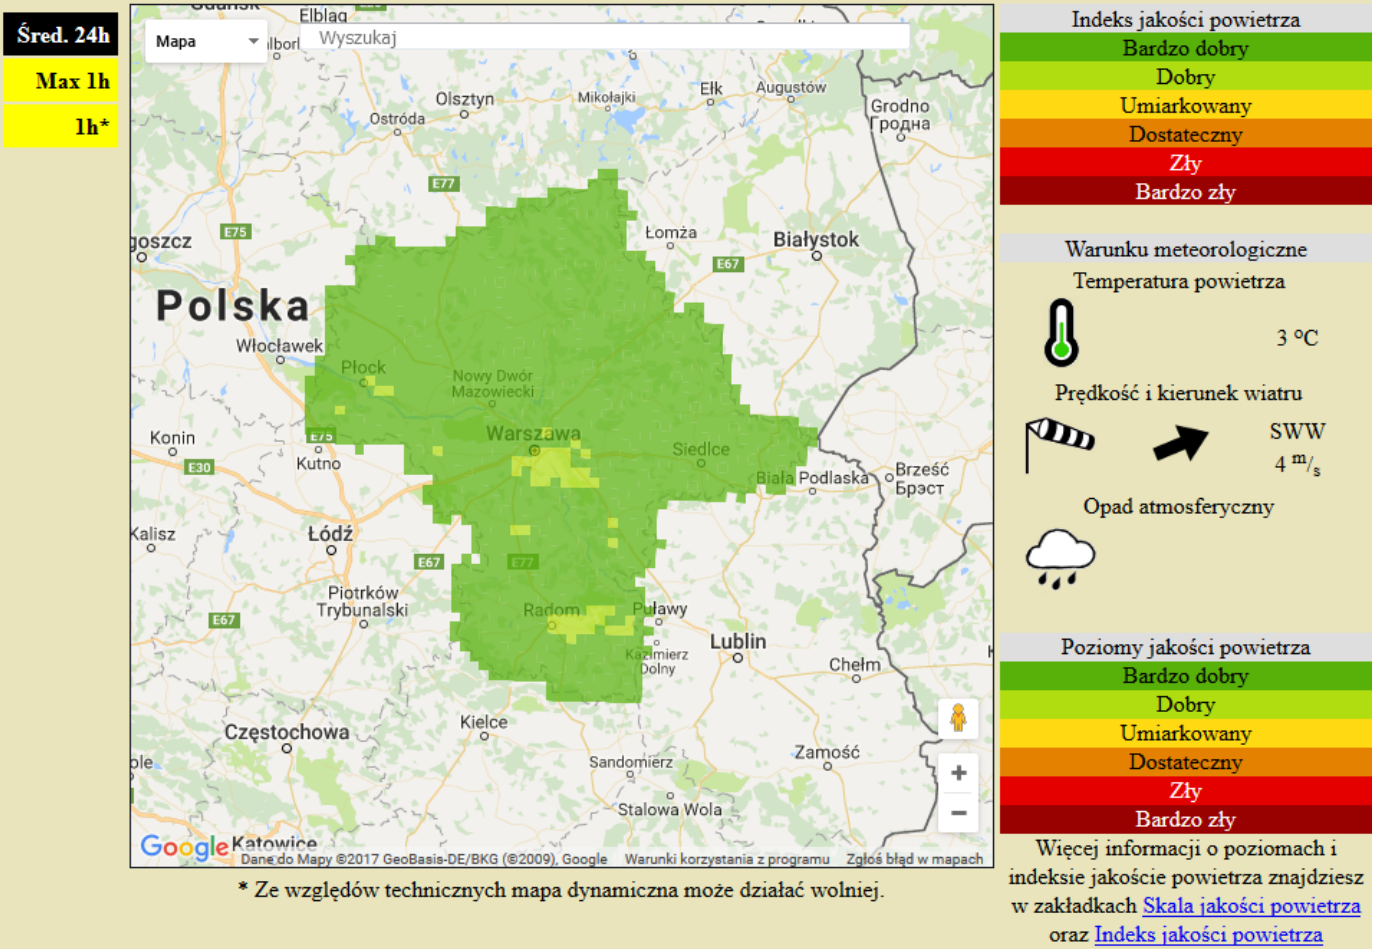 Śred. 24h
Max 1h
1h*
Mapa
Wyszukaj
Elbląg
Olsztyn
Mikołajki
Ełk
Augustów
Ostróda
Grodno
Гродна
E77
E75
Łomża
Białystok
E67
Polska
Włocławek
Płock
Nowy Dwór
Mazowiecki
Warszawa
Siedlce
E75
Konin
Kutno
E30
Biała Podlaska
Brześć
Брэст
Kalisz
Łódź
E67
E77
Piotrków
Trybunalski
Radom
Puławy
E67
Lublin
Kazimierz
Dolny
Chełm
Kielce
Częstochowa
Zamość
Sandomierz
Stalowa Wola
+
−
Google
Katowice
Dane do Mapy ©2017 GeoBasis-DE/BKG (©2009), Google
Warunki korzystania z programu
Zgłoś błąd w mapach
* Ze względów technicznych mapa dynamiczna może działać wolniej.
Indeks jakości powietrza
Bardzo dobry
Dobry
Umiarkowany
Dostateczny
Zły
Bardzo zły
Warunku meteorologiczne
Temperatura powietrza
3 °C
Prędkość i kierunek wiatru
SWW
4 m/s
Opad atmosferyczny
Poziomy jakości powietrza
Bardzo dobry
Dobry
Umiarkowany
Dostateczny
Zły
Bardzo zły
Więcej informacji o poziomach i
indeksie jakoście powietrza znajdziesz
w zakładkach Skala jakości powietrza
oraz Indeks jakości powietrza